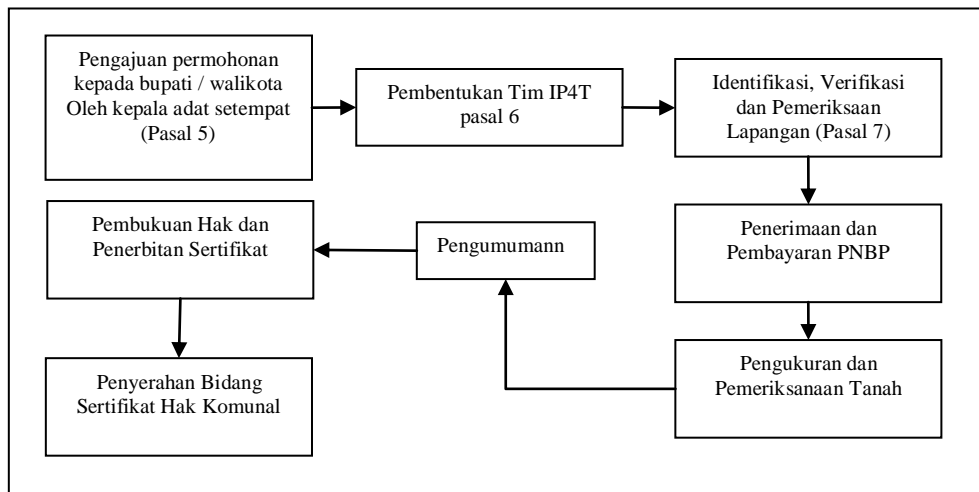 Pengajuan permohonan
kepada bupati / walikota
Oleh kepala adat setempat
(Pasal 5)
Pembentukan Tim IP4T
pasal 6
Identifikasi, Verifikasi
dan Pemeriksaan
Lapangan (Pasal 7)
Penerimaan dan
Pembayaran PNBP
Pengukuran dan
Pemeriksanaan Tanah
Pengumumann
Pembukuan Hak dan
Penerbitan Sertifikat
Penyerahan Bidang
Sertifikat Hak Komunal